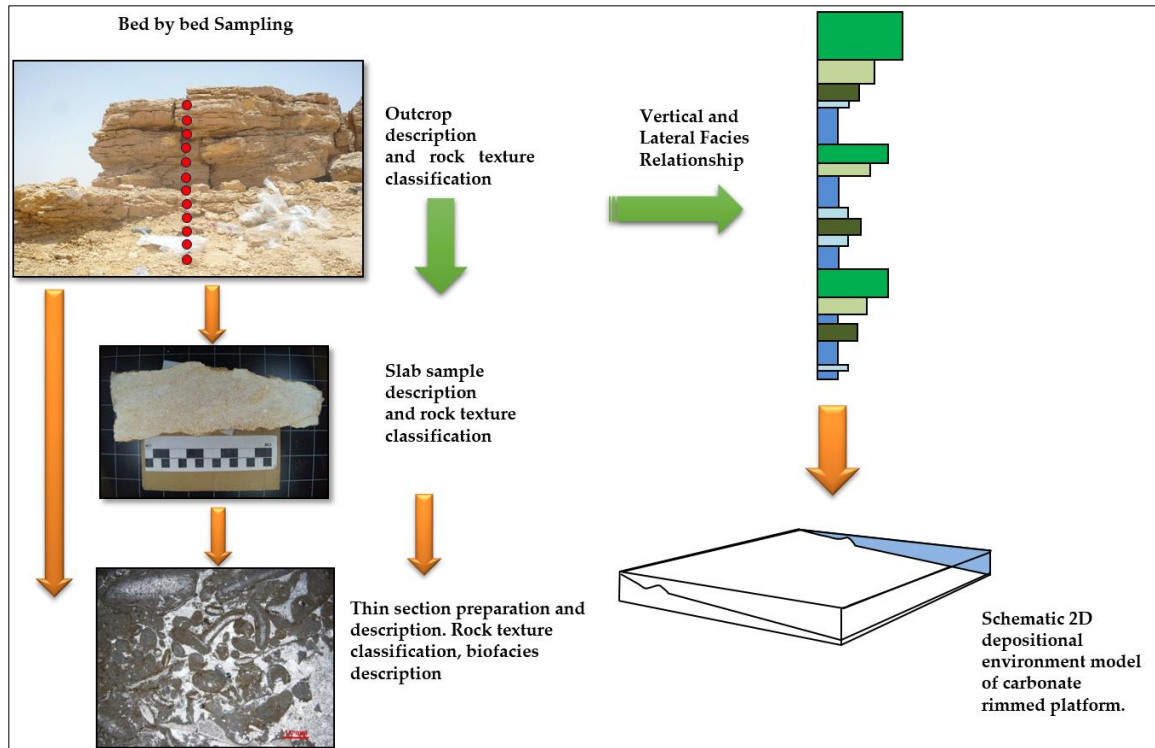 Bed by bed Sampling
Outcrop
description
and rock texture
classification
Vertical and
Lateral Facies
Relationship
Slab sample
description
and rock texture
classification
Thin section preparation and
description. Rock texture
classification, biofacies
description
Schematic 2D
depositional
environment model
of carbonate
rimmed platform.